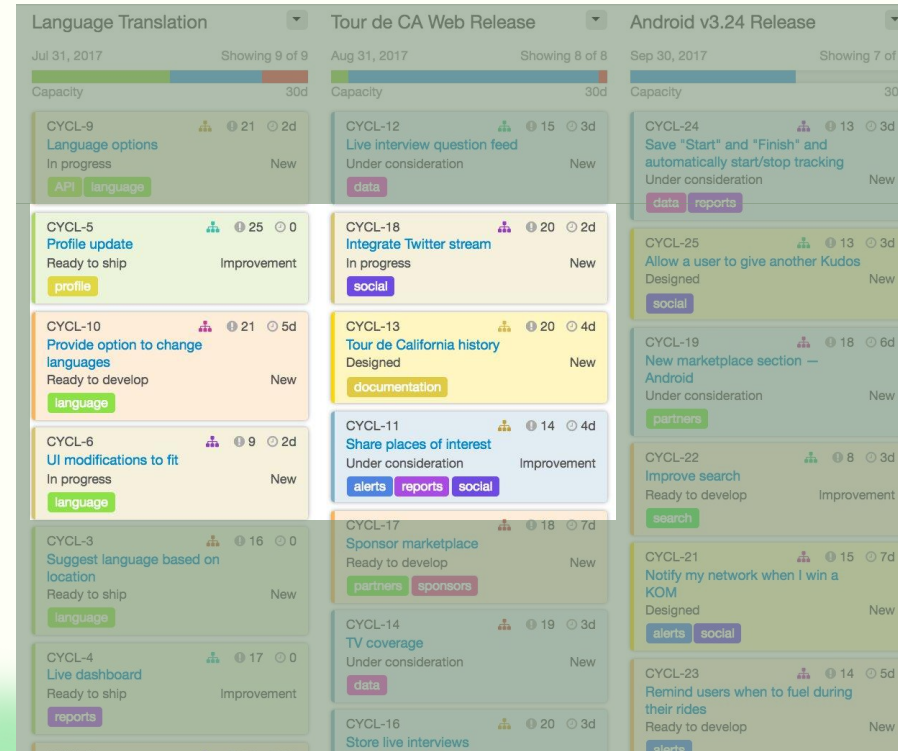 Language Translation
Jul 31, 2017 Showing 9 of 9
Capacity 30d
CYCL-9 21 2d
Language options
In progress New
API language
CYCL-5 25 0
Profile update
Ready to ship Improvement
profile
CYCL-10 21 5d
Provide option to change
languages
Ready to develop New
language
CYCL-6 9 2d
UI modifications to fit
In progress New
language
CYCL-3 16 0
Suggest language based on
location
Ready to ship New
language
CYCL-4 17 0
Live dashboard
Ready to ship Improvement
reports
Tour de CA Web Release
Aug 31, 2017 Showing 8 of 8
Capacity 30d
CYCL-12 15 3d
Live interview question feed
Under consideration New
data
CYCL-18 20 2d
Integrate Twitter stream
In progress New
social
CYCL-13 20 4d
Tour de California history
Designed New
documentation
CYCL-11 14 4d
Share places of interest
Under consideration Improvement
alerts reports social
CYCL-17 18 7d
Sponsor marketplace
Ready to develop New
partners sponsors
CYCL-14 19 3d
TV coverage
Under consideration New
data
CYCL-16 20 3d
Store live interviews
Android v3.24 Release
Sep 30, 2017 Showing 7 of
Capacity 30
CYCL-24 13 3d
Save "Start" and "Finish" and
automatically start/stop tracking
Under consideration New
data reports
CYCL-25 13 3d
Allow a user to give another Kudos
Designed New
social
CYCL-19 18 6d
New marketplace section —
Android
Under consideration New
partners
CYCL-22 8 3d
Improve search
Ready to develop Improvement
search
CYCL-21 15 7d
Notify my network when I win a
KOM
Designed New
alerts social
CYCL-23 14 5d
Remind users when to fuel during
their rides
Ready to develop New
alerts